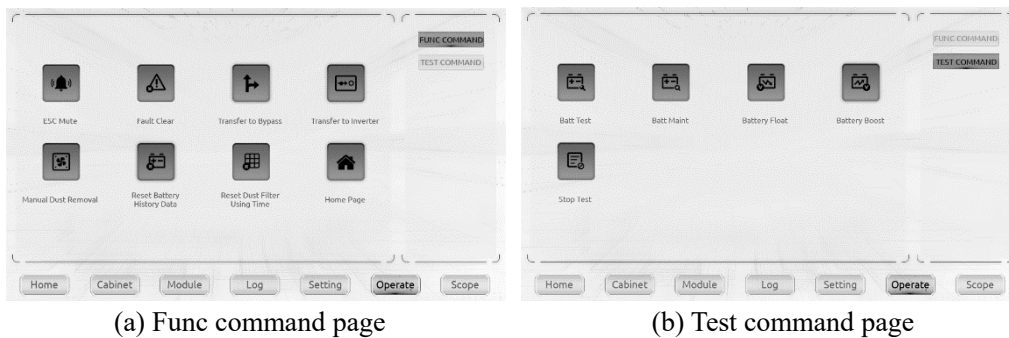 FUNC COMMAND
TEST COMMAND
ESC Mute
Fault Clear
Transfer to Bypass
Transfer to Inverter
Manual Dust Removal
Reset Battery
History Data
Reset Dust Filter
Using Time
Home Page
Home
Cabinet
Module
Log
Setting
Operate
Scope
(a) Func command page
FUNC COMMAND
TEST COMMAND
Batt Test
Batt Maint
Battery Float
Battery Boost
Stop Test
Home
Cabinet
Module
Log
Setting
Operate
Scope
(b) Test command page